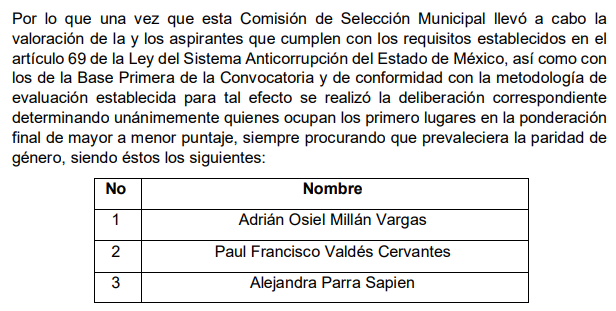 Por lo que una vez que esta Comisión de Selección Municipal llevó a cabo la
valoración de la y los aspirantes que cumplen con los requisitos establecidos en el
artículo 69 de la Ley del Sistema Anticorrupción del Estado de México, así como con
los de la Base Primera de la Convocatoria y de conformidad con la metodología de
evaluación establecida para tal efecto se realizó la deliberación correspondiente
determinando unánimemente quienes ocupan los primero lugares en la ponderación
final de mayor a menor puntaje, siempre procurando que prevaleciera la paridad de
género, siendo éstos los siguientes:
No Nombre
1 Adrián Osiel Millán Vargas
2 Paul Francisco Valdés Cervantes
3 Alejandra Parra Sapien